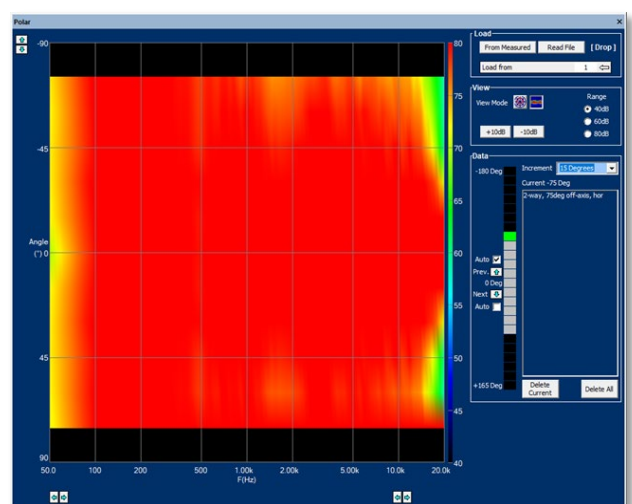 Polar
×
-90
-45
Angle
(°) 0
45
90
50.0 100 200 500 1.00k 2.00k 5.00k 10.0k 20.0k
F(Hz)
80
75
70
65
60
55
50
45
40
Load
From Measured Read File [ Drop ]
Load from 1
View
View Mode
Range
40dB
60dB
80dB
+10dB -10dB
Data
-180 Deg
Increment 15 Degrees
Current -75 Deg
2-way, 75deg off-axis, hor
Auto
Prev.
0 Deg
Next
Auto
+165 Deg
Delete Current
Delete All